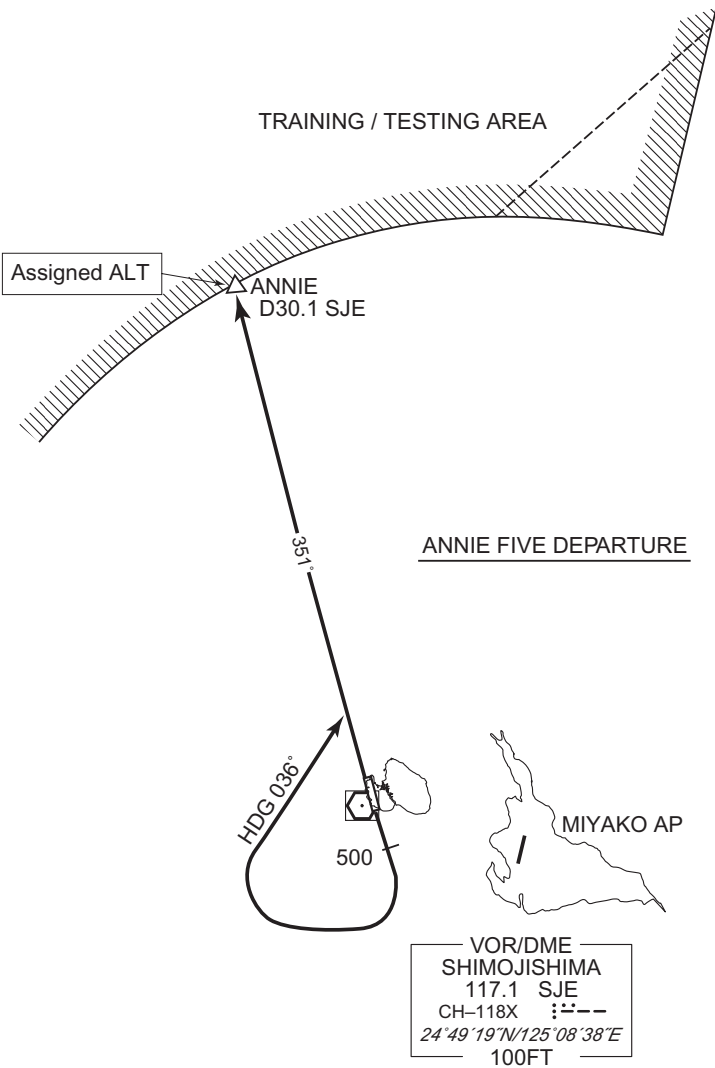 TRAINING / TESTING AREA
Assigned ALT
ANNIE
D30.1 SJE
351°
ANNIE FIVE DEPARTURE
HDG 036°
MIYAKO AP
500
VOR/DME
SHIMOJISHIMA
117.1 SJE
CH–118X
24°49´19˝N/125°08´38˝E
100FT